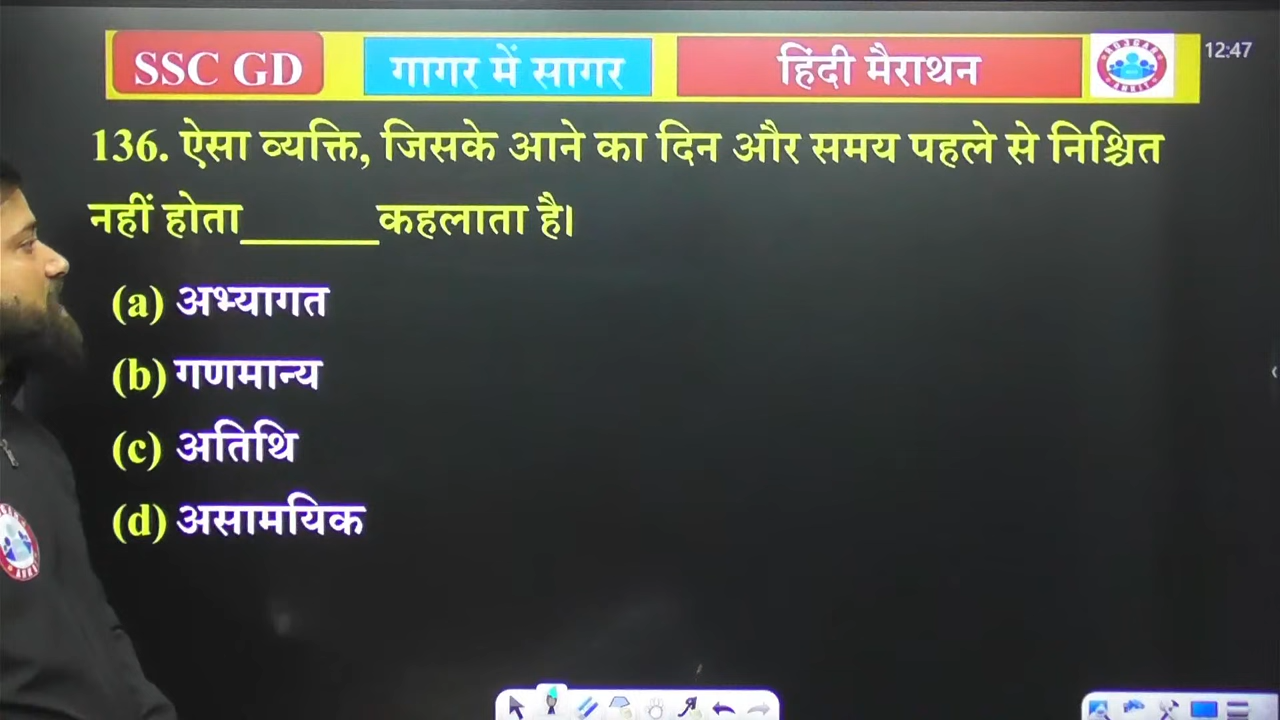 SSC GD
गागर में सागर
हिंदी मैराथन
12:47
136. ऐसा व्यक्ति, जिसके आने का दिन और समय पहले से निश्चित
नहीं होता______कहलाता है।
(a) अभ्यागत
(b) गणमान्य
(c) अतिथि
(d) असामयिक